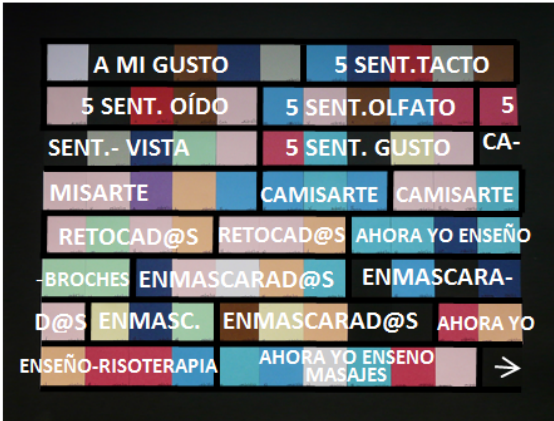 A MI GUSTO 5 SENT.TACTO
5 SENT. OÍDO 5 SENT.OLFATO 5
SENT.- VISTA 5 SENT. GUSTO CA-
MISARTE CAMISARTE CAMISARTE
RETOCAD@S RETOCAD@S AHORA YO ENSEÑO
-BROCHES ENMASCARAD@S ENMASCARA-
D@S ENMASC. ENMASCARAD@S AHORA YO
ENSEÑO-RISOTERAPIA AHORA YO ENSENO
MASAJES